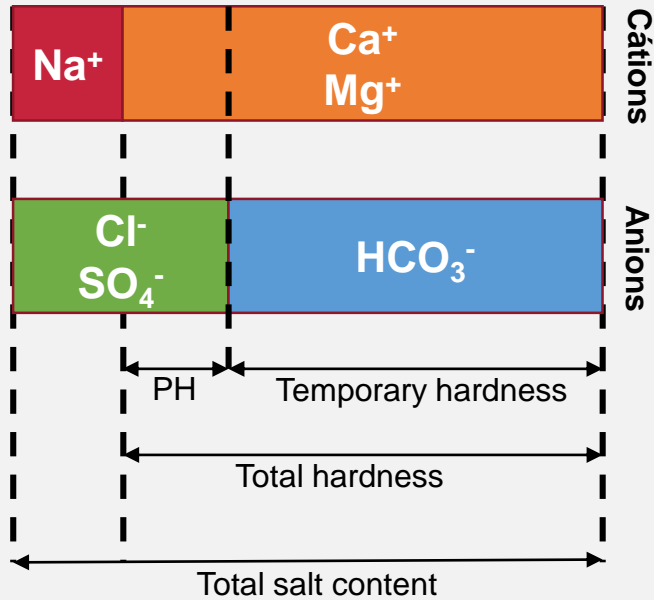 Na⁺
Ca⁺
Mg⁺
Cátions
Cl⁻
SO₄⁻
HCO₃⁻
Anions
PH
Temporary hardness
Total hardness
Total salt content